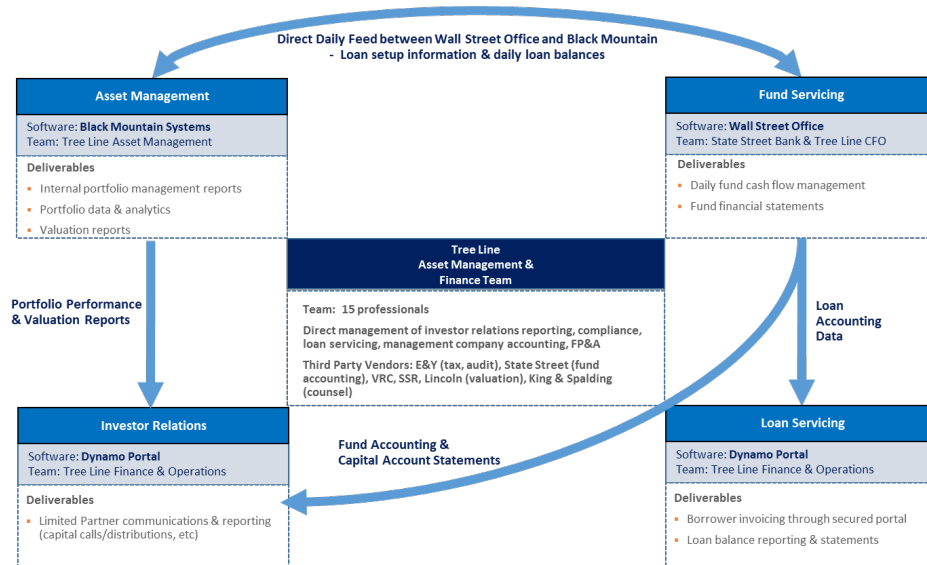 Direct Daily Feed between Wall Street Office and Black Mountain
- Loan setup information & daily loan balances
Asset Management
Software: Black Mountain Systems
Team: Tree Line Asset Management
Deliverables
▪ Internal portfolio management reports
▪ Portfolio data & analytics
▪ Valuation reports
Fund Servicing
Software: Wall Street Office
Team: State Street Bank & Tree Line CFO
Deliverables
▪ Daily fund cash flow management
▪ Fund financial statements
Tree Line
Asset Management &
Finance Team
Team: 15 professionals
Direct management of investor relations reporting, compliance,
loan servicing, management company accounting, FP&A
Third Party Vendors: E&Y (tax, audit), State Street (fund
accounting), VRC, SSR, Lincoln (valuation), King & Spalding
(counsel)
Portfolio Performance
& Valuation Reports
Loan
Accounting
Data
Fund Accounting &
Capital Account Statements
Investor Relations
Software: Dynamo Portal
Team: Tree Line Finance & Operations
Deliverables
▪ Limited Partner communications & reporting
(capital calls/distributions, etc)
Loan Servicing
Software: Dynamo Portal
Team: Tree Line Finance & Operations
Deliverables
▪ Borrower invoicing through secured portal
▪ Loan balance reporting & statements